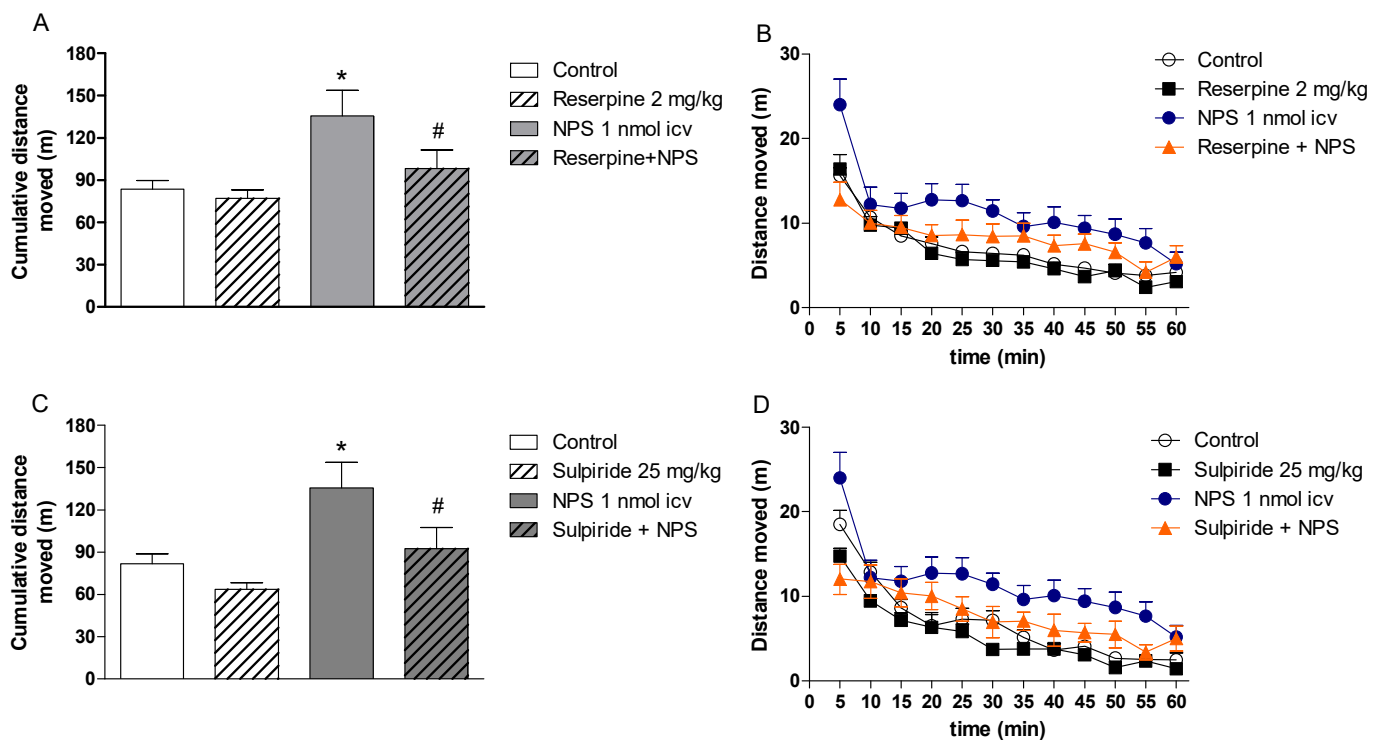 A
Cumulative distance
moved (m)
180
150
120
90
60
30
0
*
#
Control
Reserpine 2 mg/kg
NPS 1 nmol icv
Reserpine+NPS
B
Distance moved (m)
30
20
10
0
0 5 10 15 20 25 30 35 40 45 50 55 60
time (min)
Control
Reserpine 2 mg/kg
NPS 1 nmol icv
Reserpine + NPS
C
Cumulative distance
moved (m)
180
150
120
90
60
30
0
*
#
Control
Sulpiride 25 mg/kg
NPS 1 nmol icv
Sulpiride + NPS
D
Distance moved (m)
30
20
10
0
0 5 10 15 20 25 30 35 40 45 50 55 60
time (min)
Control
Sulpiride 25 mg/kg
NPS 1 nmol icv
Sulpiride + NPS